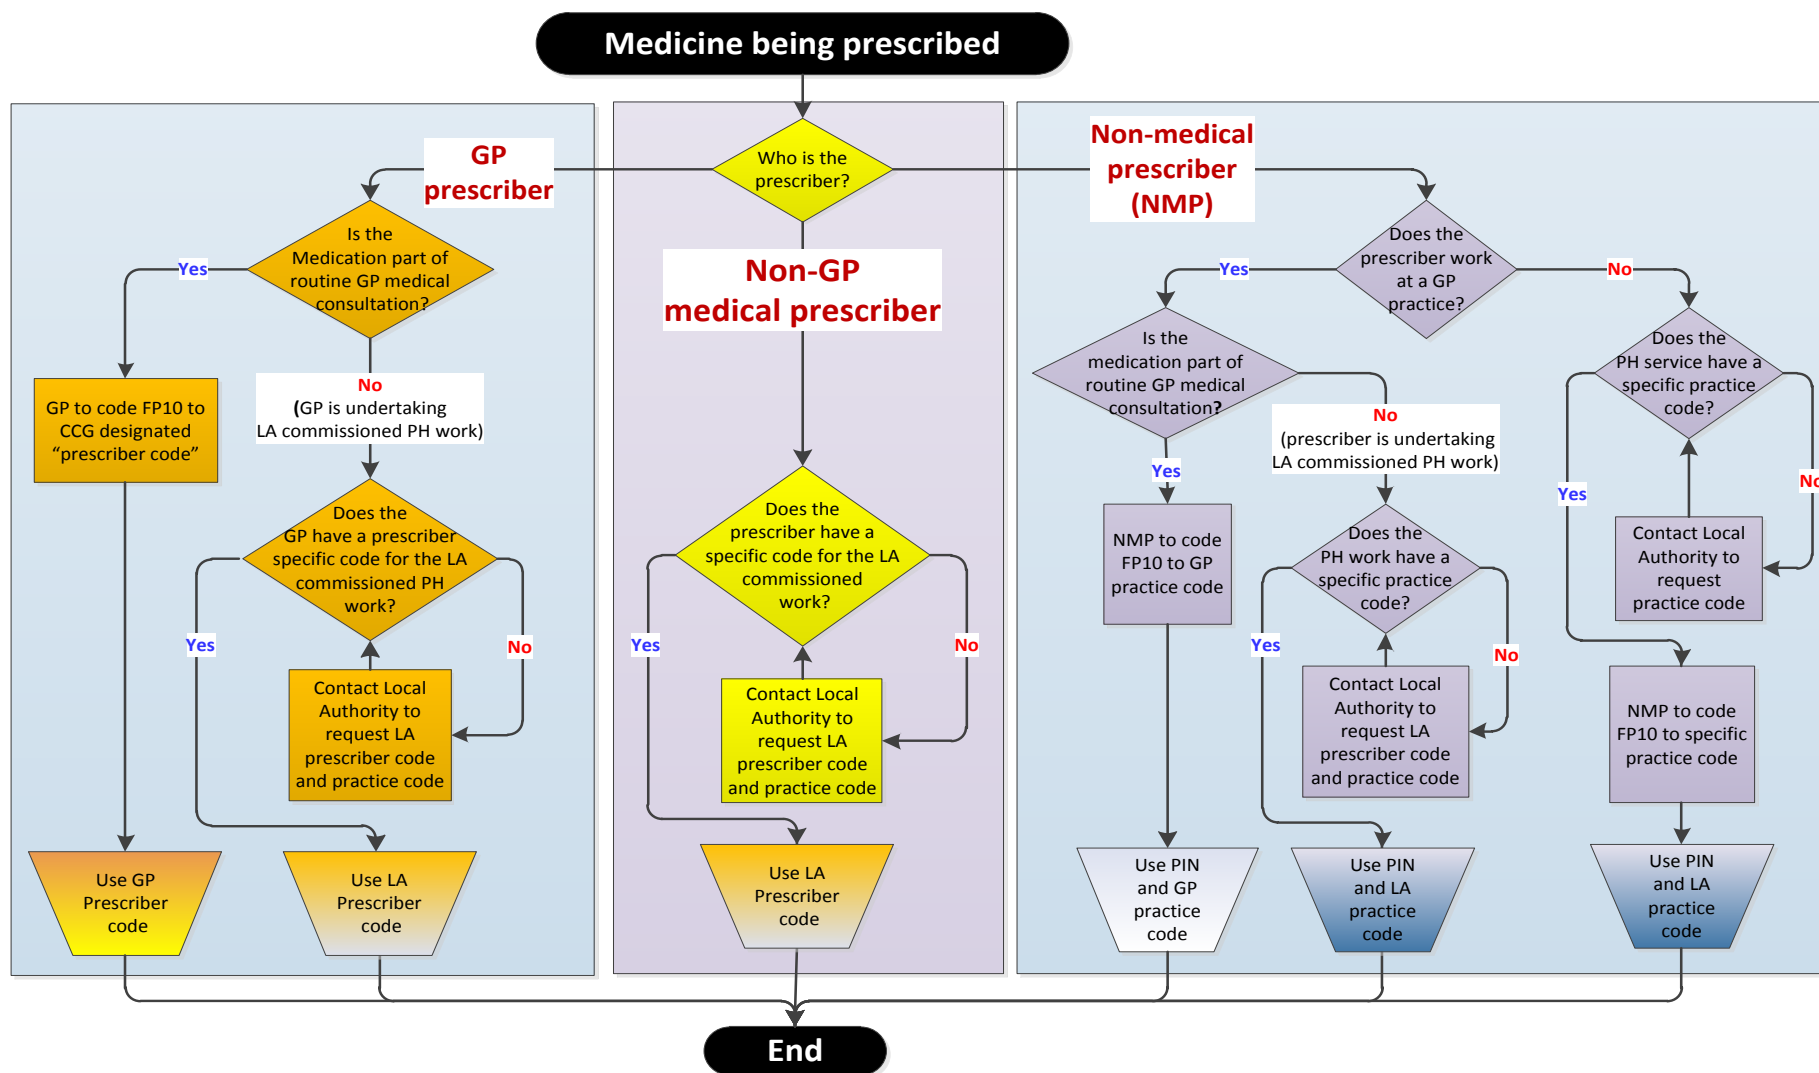 Medicine being prescribed
Who is the
prescriber?
GP
prescriber
Is the
Medication part of
routine GP medical
consultation?
Yes
GP to code FP10 to
CCG designated
“prescriber code”
No
(GP is undertaking
LA commissioned PH work)
Does the
GP have a prescriber
specific code for the LA
commissioned PH
work?
Yes
No
Contact Local
Authority to
request LA
prescriber code
and practice code
Use GP
Prescriber
code
Use LA
Prescriber
code
Non-GP
medical prescriber
Does the
prescriber have a
specific code for the LA
commissioned
work?
Yes
No
Contact Local
Authority to
request LA
prescriber code
and practice code
Use LA
Prescriber
code
Non-medical
prescriber
(NMP)
Does the
prescriber work
at a GP
practice?
Yes
No
Is the
medication part of
routine GP medical
consultation?
Yes
NMP to code
FP10 to GP
practice code
No
(prescriber is undertaking
LA commissioned PH work)
Does the
PH work have a
specific practice
code?
Yes
No
Contact Local
Authority to
request LA
prescriber code
and practice code
Does the
PH service have a
specific practice
code?
Yes
No
Contact Local
Authority to
request
practice code
NMP to code
FP10 to specific
practice code
Use PIN
and GP
practice
code
Use PIN
and LA
practice
code
Use PIN
and LA
practice
code
End